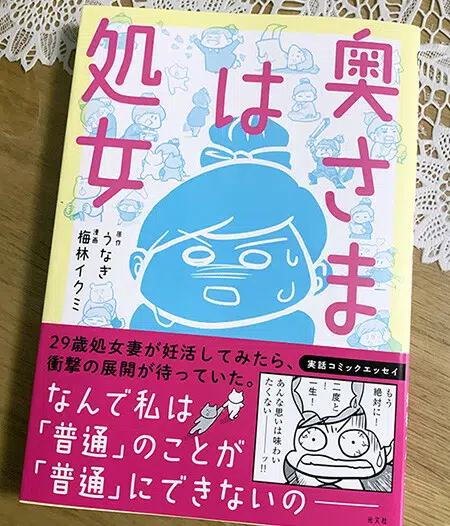 奥さま
は
処女
原作
うなぎ
漫画
梅林イクミ
29歳処女妻が妊活してみたら、
衝撃の展開が待っていた。
実話コミックエッセイ
なんで私は
「普通」のことが
「普通」にできないの――
もう
絶対に!
二度と
一生!
あんな思いは味わい
たくない――ッ!!
光文社